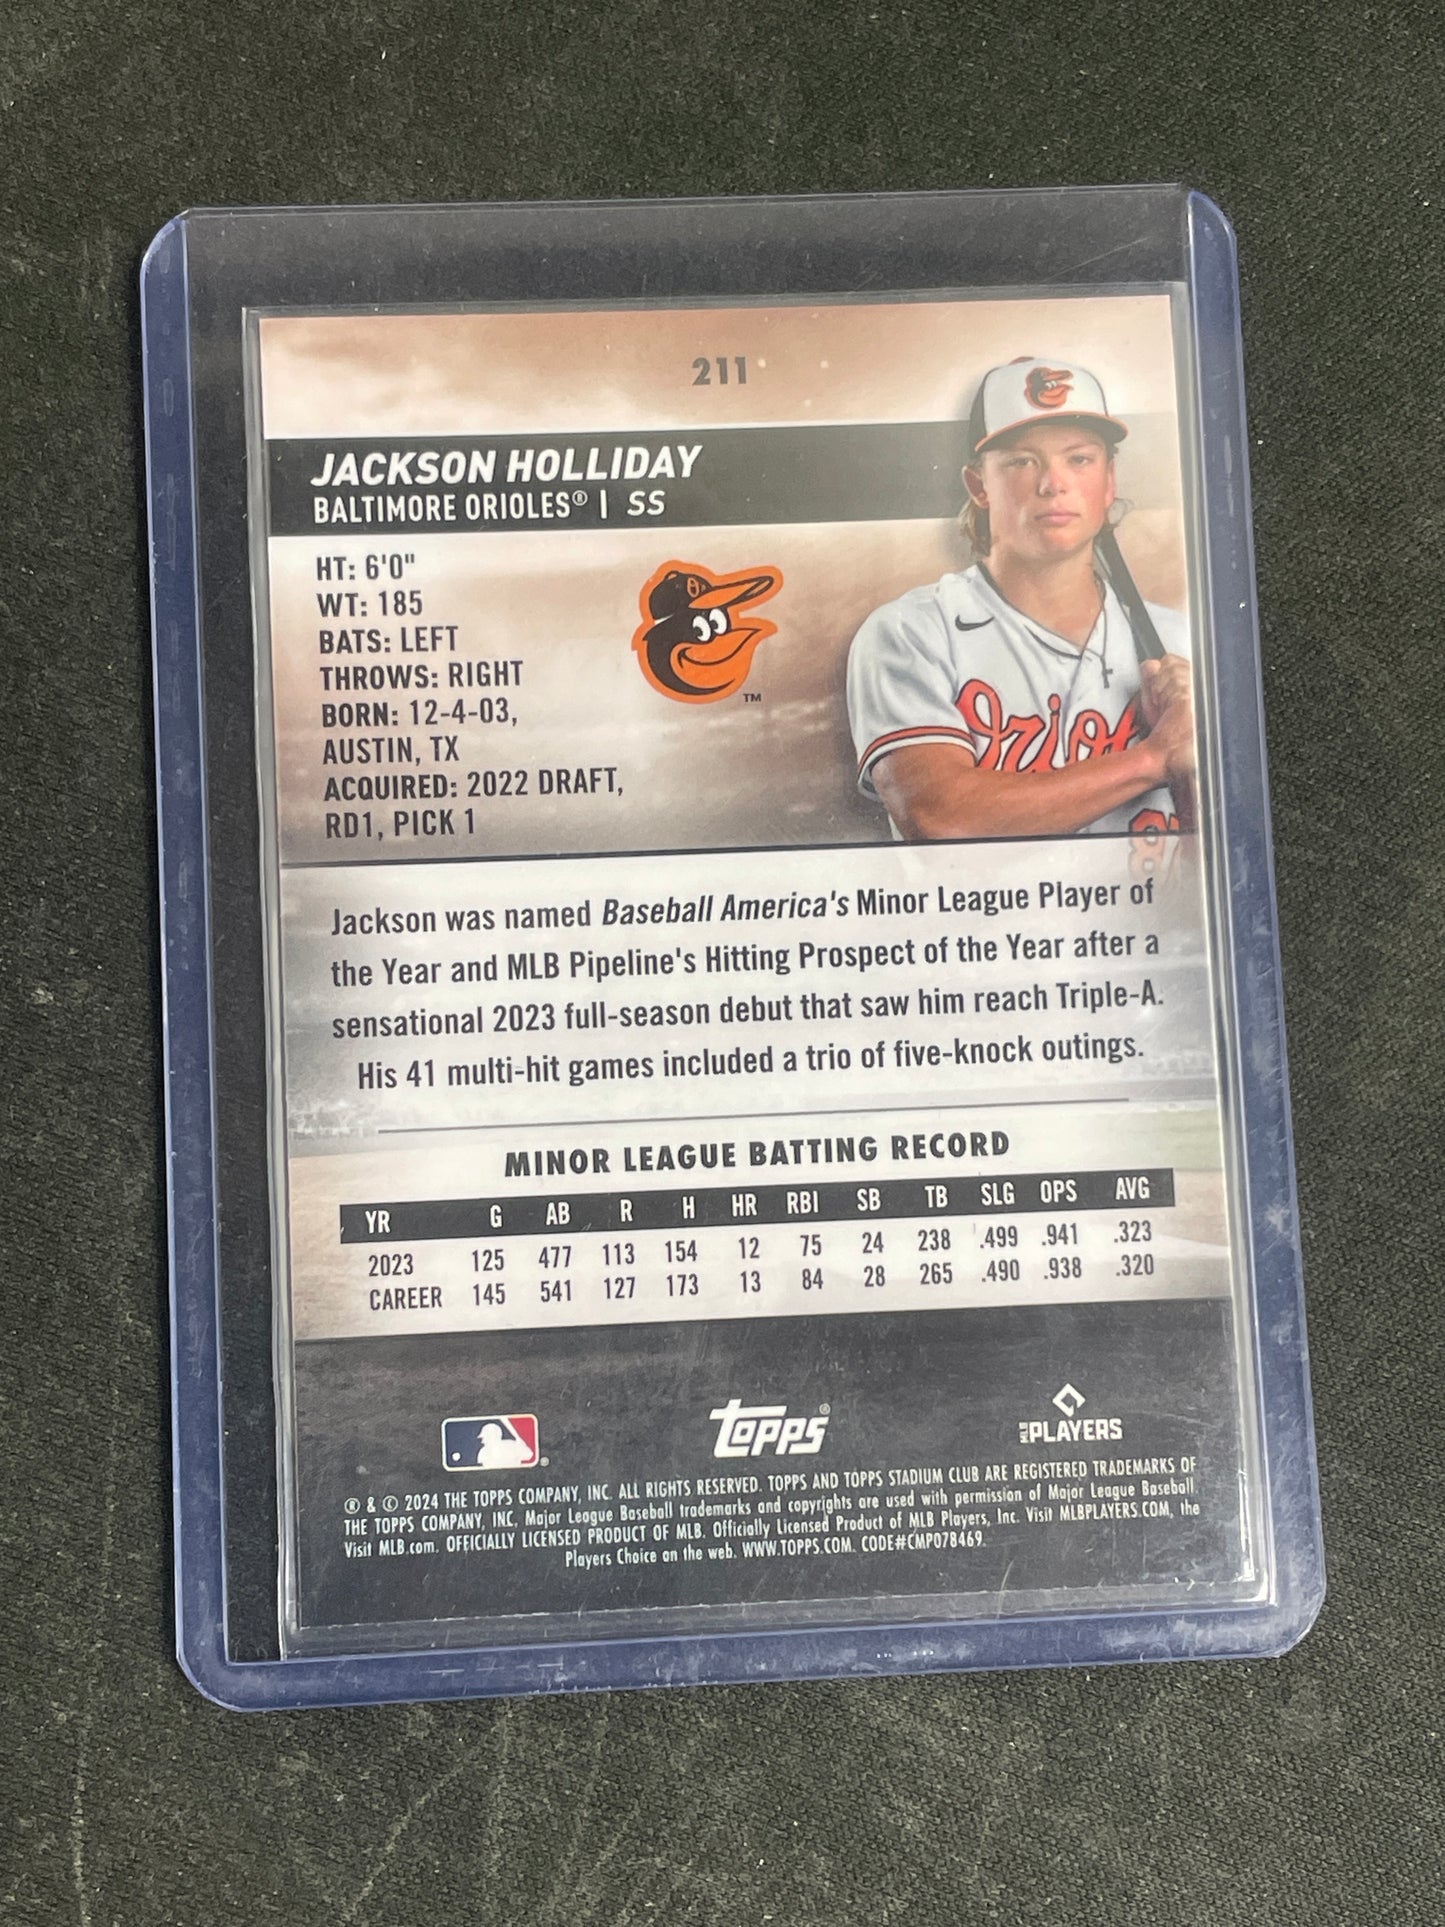 211
JACKSON HOLLIDAY
BALTIMORE ORIOLES® | SS
HT: 6'0"
WT: 185
BATS: LEFT
THROWS: RIGHT
BORN: 12-4-03,
AUSTIN, TX
ACQUIRED: 2022 DRAFT,
RD1, PICK 1
TM
Oriol
Jackson was named Baseball America's Minor League Player of
the Year and MLB Pipeline's Hitting Prospect of the Year after a
sensational 2023 full-season debut that saw him reach Triple-A.
His 41 multi-hit games included a trio of five-knock outings.
MINOR LEAGUE BATTING RECORD
YR G AB R H HR RBI SB TB SLG OPS AVG
2023 125 477 113 154 12 75 24 238 .499 .941 .323
CAREER 145 541 127 173 13 84 28 265 .490 .938 .320
Topps®
MLB PLAYERS
® & © 2024 THE TOPPS COMPANY, INC. ALL RIGHTS RESERVED. TOPPS AND TOPPS STADIUM CLUB ARE REGISTERED TRADEMARKS OF
THE TOPPS COMPANY, INC. Major League Baseball trademarks and copyrights are used with permission of Major League Baseball.
Visit MLB.com. OFFICIALLY LICENSED PRODUCT OF MLB. Officially Licensed Product of MLB Players, Inc. Visit MLBPLAYERS.COM, the
Players Choice on the web. WWW.TOPPS.COM. CODE#CMP078469.